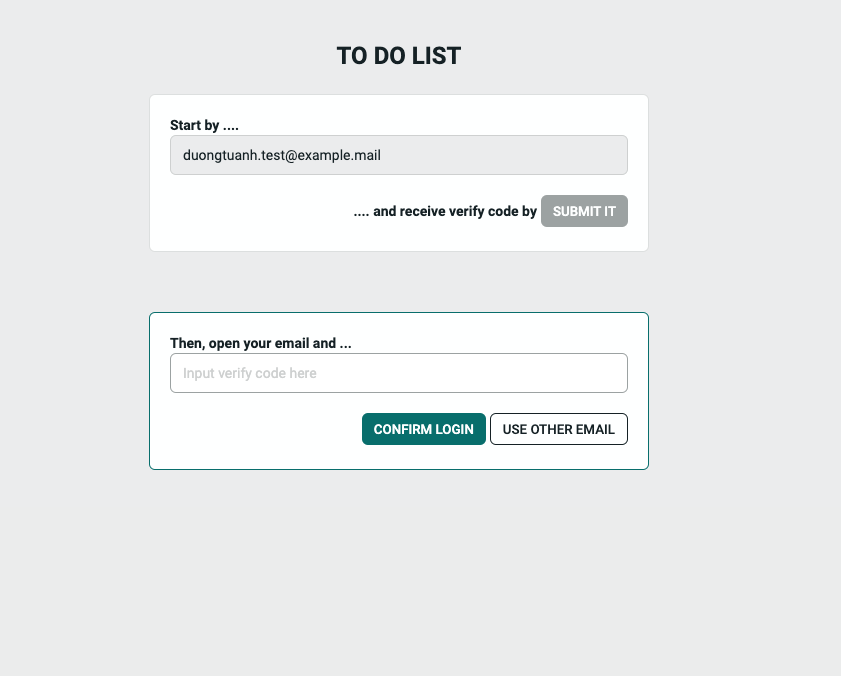 TO DO LIST
Start by ....
duongtuanh.test@example.mail
.... and receive verify code by SUBMIT IT
Then, open your email and ...
Input verify code here
CONFIRM LOGIN USE OTHER EMAIL